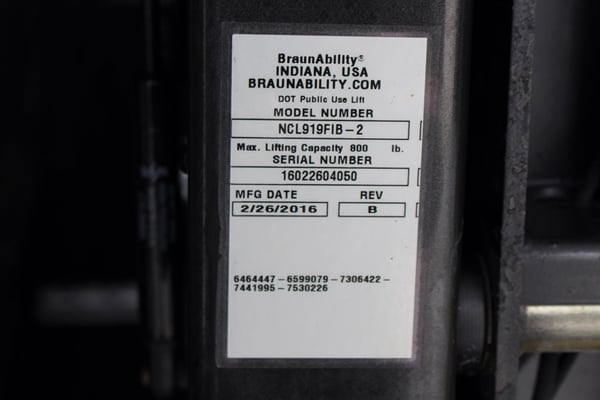 BraunAbility®
INDIANA, USA
BRAUNABILITY.COM
DOT Public Use Lift
MODEL NUMBER
NCL919FIB-2
Max. Lifting Capacity 800 lb.
SERIAL NUMBER
16022604050
MFG DATE REV
2/26/2016 B
6464447-6599079-7306422-
7441995-7530226